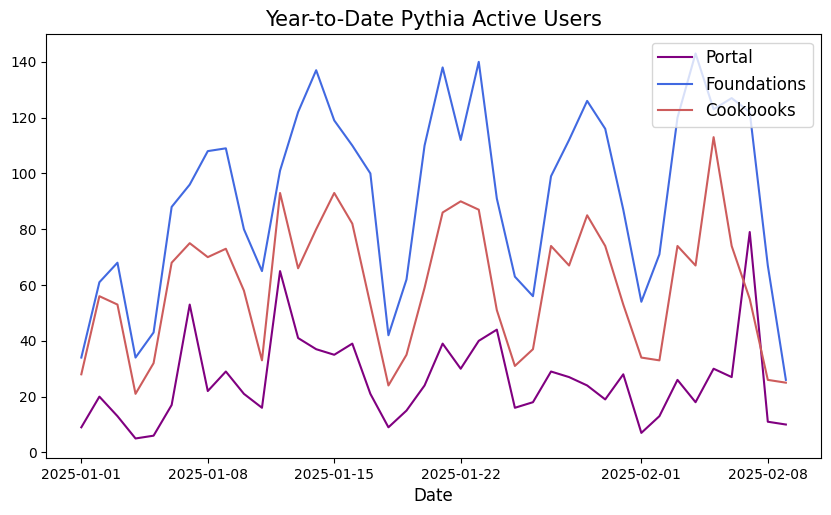 Year-to-Date Pythia Active Users
Portal
Foundations
Cookbooks
140
120
100
80
60
40
20
0
2025-01-01 2025-01-08 2025-01-15 2025-01-22 2025-02-01 2025-02-08
Date